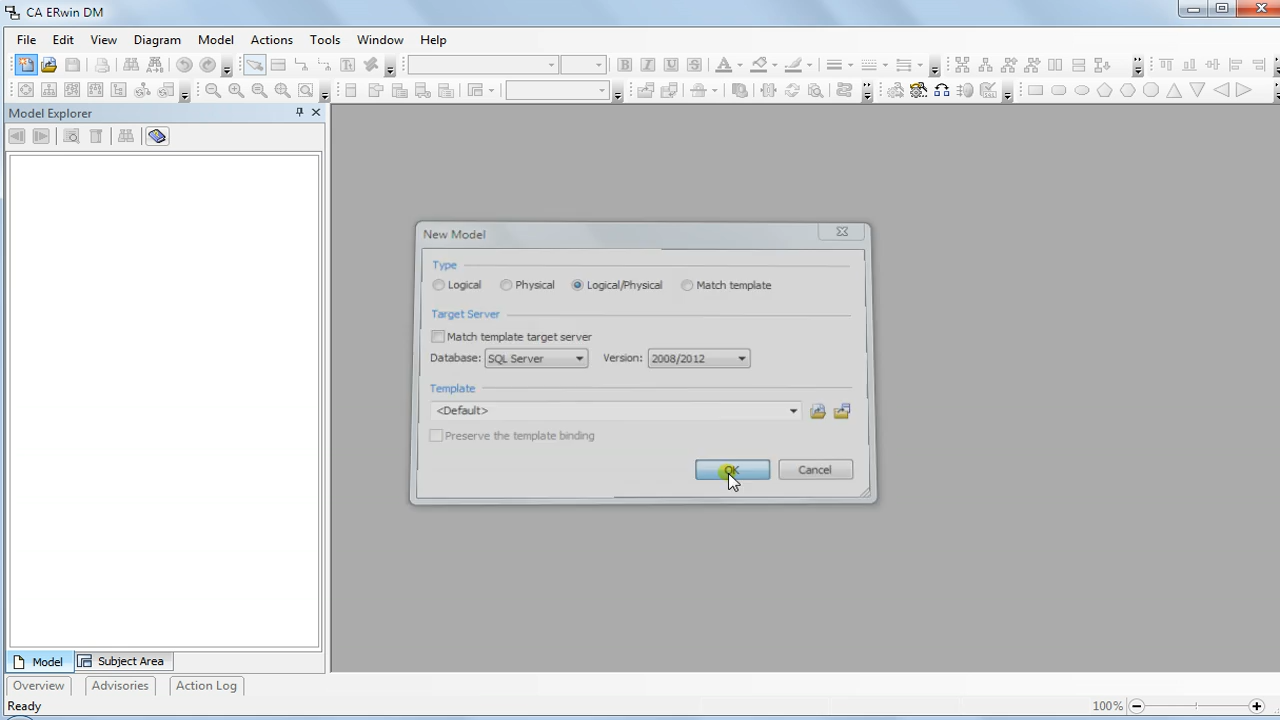 CA ERwin DM
File Edit View Diagram Model Actions Tools Window Help
Model Explorer
New Model
Type
Logical Physical Logical/Physical Match template
Target Server
Match template target server
Database: SQL Server Version: 2008/2012
Template
<Default>
Preserve the template binding
OK Cancel
Model Subject Area
Overview Advisories Action Log
Ready 100%